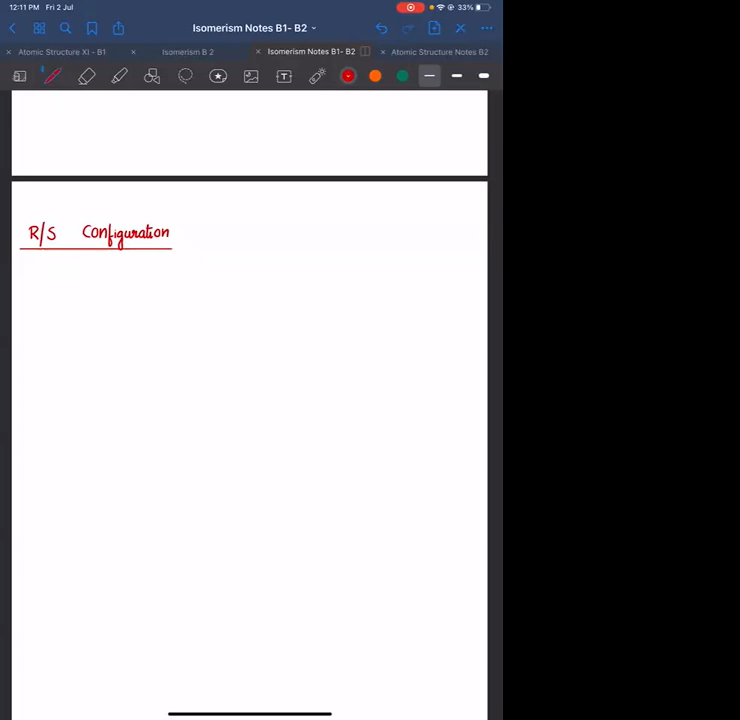 12:11 PM Fri 2 Jul
33%
Isomerism Notes B1- B2
Atomic Structure XI - B1
Isomerism B 2
Isomerism Notes B1- B2
Atomic Structure Notes B2
R/S Configuration